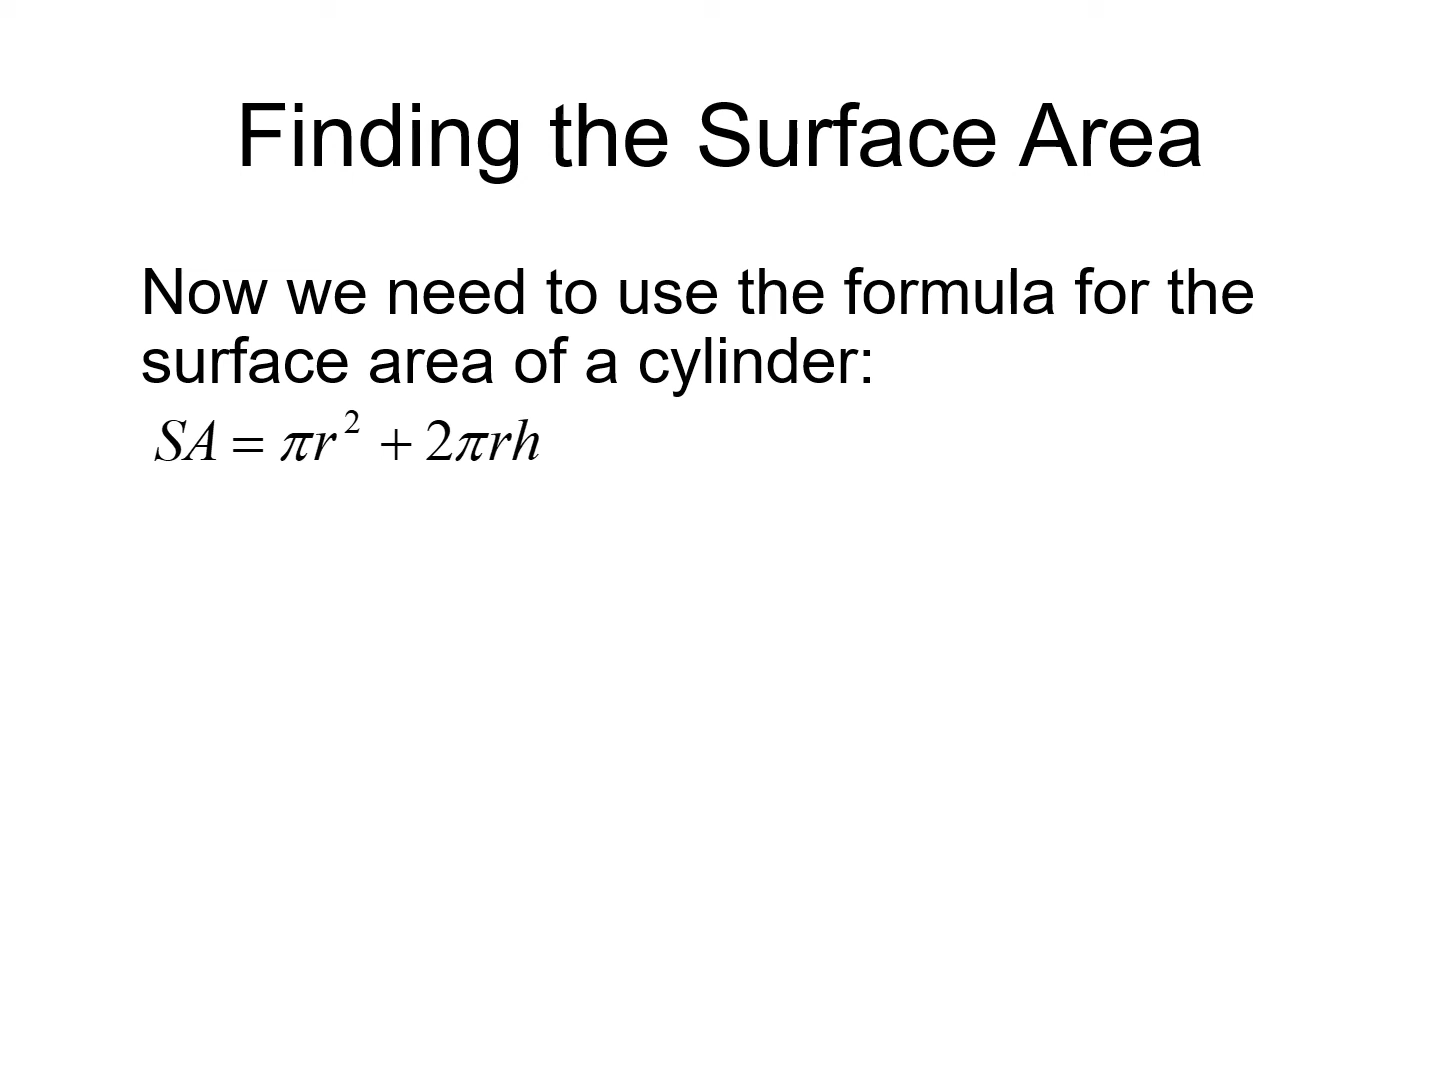 Finding the Surface Area
Now we need to use the formula for the
surface area of a cylinder:
SA = πr² + 2πrh